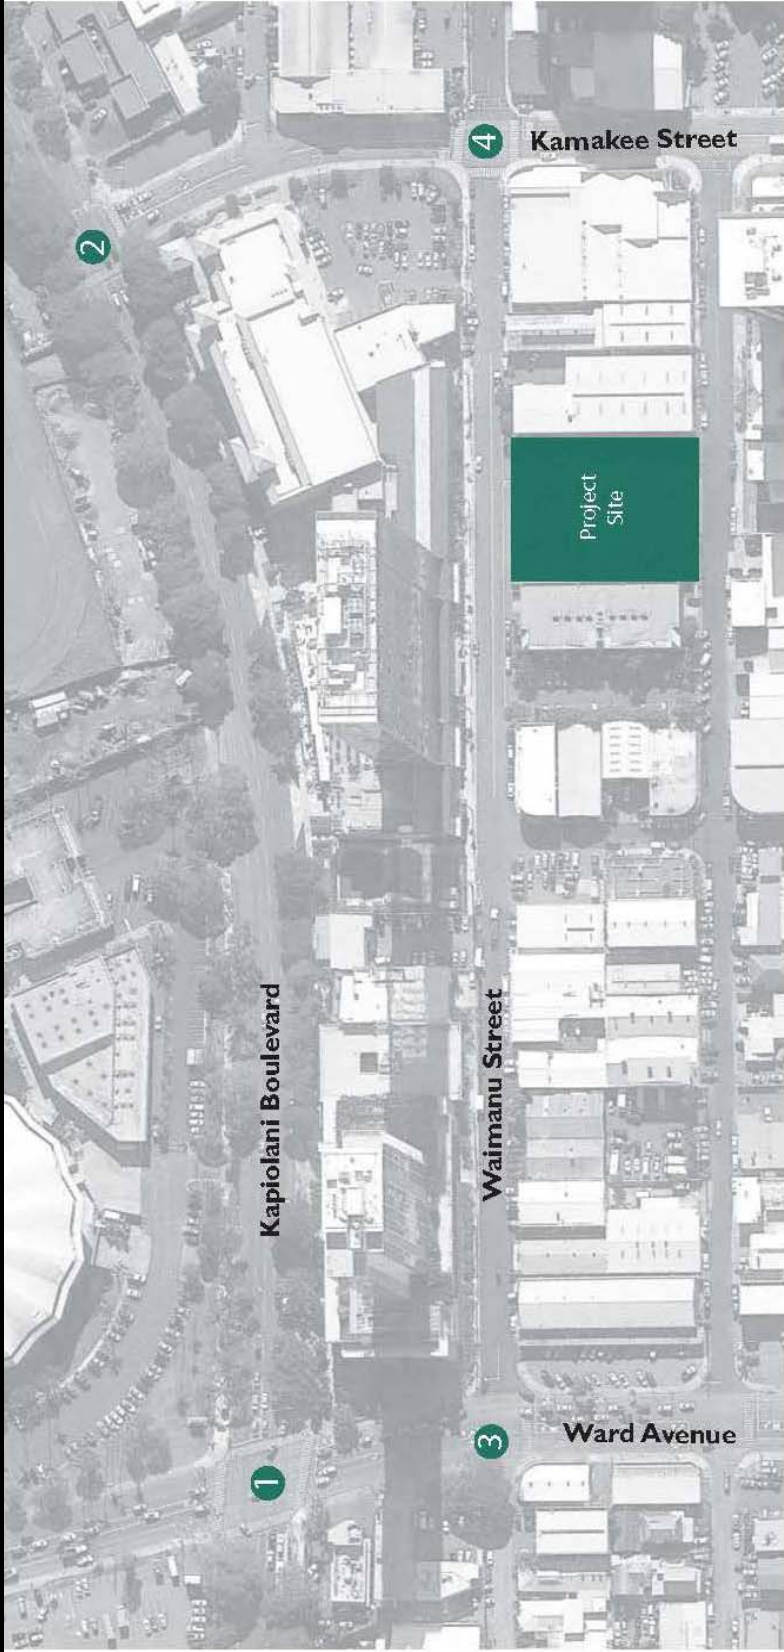 2
4
Kamakee Street
Project
Site
Kapiolani Boulevard
Waimanu Street
1
3
Ward Avenue